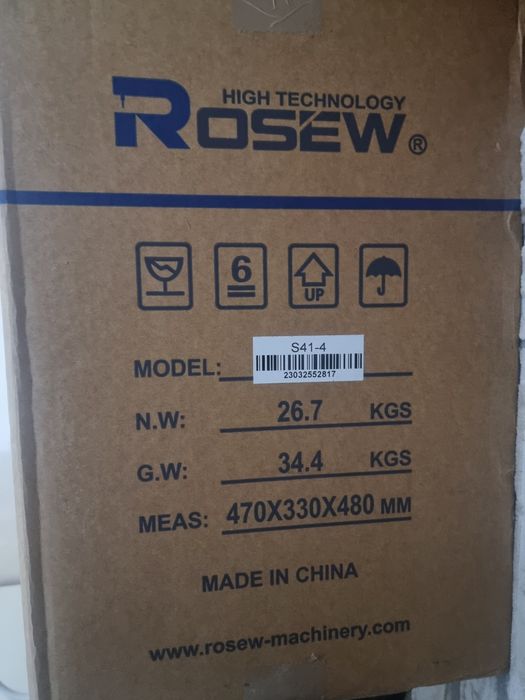 HIGH TECHNOLOGY
ROSEW®
6
UP
MODEL: S41-4
23032552817
N.W: 26.7 KGS
G.W: 34.4 KGS
MEAS: 470X330X480 MM
MADE IN CHINA
www.rosew-machinery.com